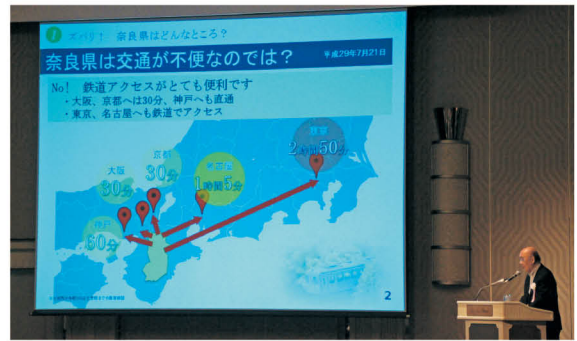 1 ズバリ! 奈良県はどんなところ?
奈良県は交通が不便なのでは?
平成29年7月21日
No! 鉄道アクセスがとても便利です
・大阪、京都へは30分、神戸へも直通
・東京、名古屋へも鉄道でアクセス
東京
2時間50分
京都
30分
名古屋
1時間5分
大阪
30分
神戸
60分
2